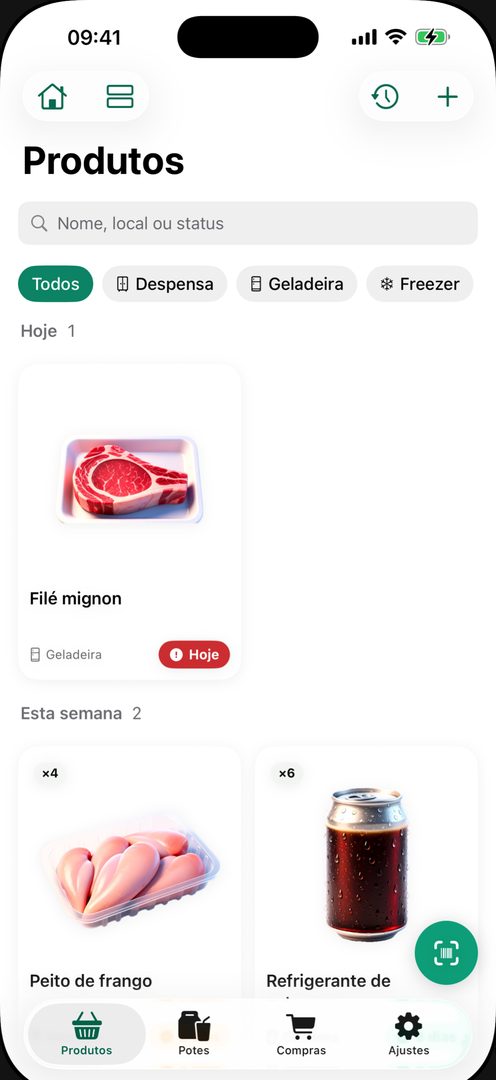 09:41
Produtos
Nome, local ou status
Todos
Despensa
Geladeira
Freezer
Hoje 1
Filé mignon
Geladeira
Hoje
Esta semana 2
×4
×6
Peito de frango
Refrigerante de
Produtos
Potes
Compras
Ajustes